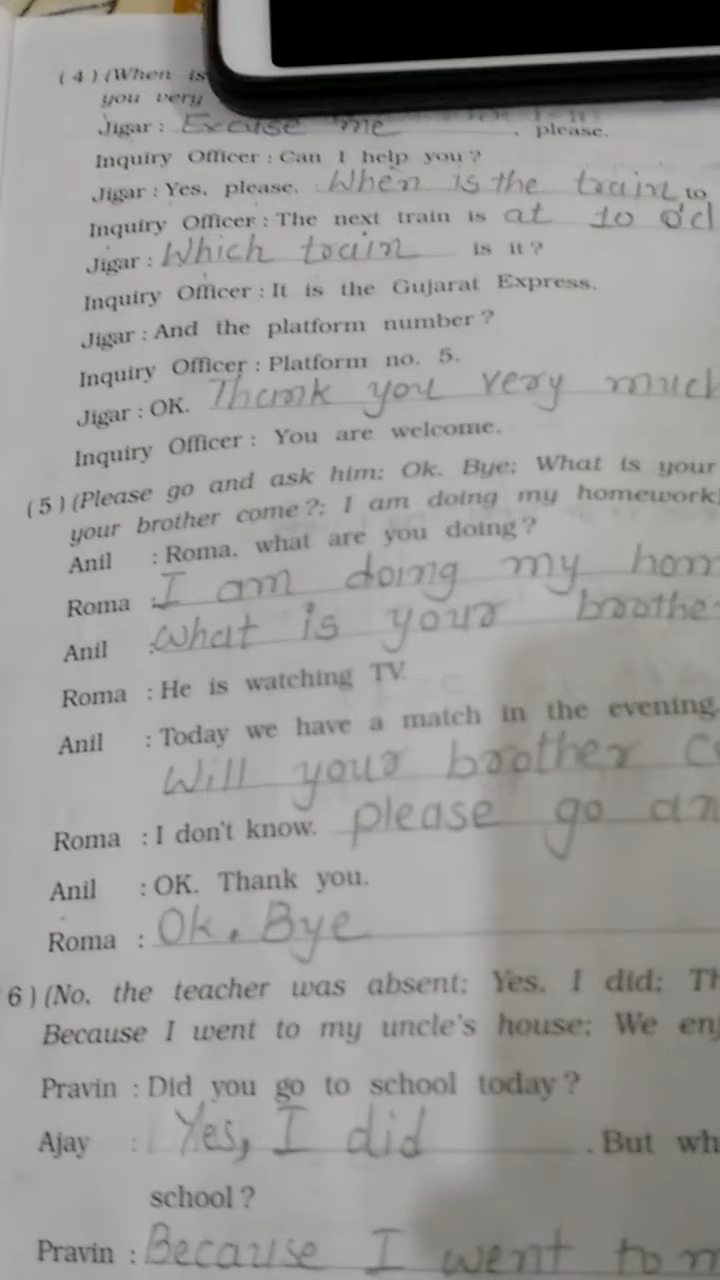 (4) (When is
you very
Jigar : Excuse me . please.
Inquiry Officer : Can I help you?
Jigar : Yes, please. When is the train to
Inquiry Officer : The next train is at 10
Jigar : Which train is it?
Inquiry Officer : It is the Gujarat Express.
Jigar : And the platform number?
Inquiry Officer : Platform no. 5.
Jigar : OK. Thank you very much
Inquiry Officer : You are welcome.
(5) (Please go and ask him; Ok. Bye; What is your
your brother come?; I am doing my homework
Anil : Roma, what are you doing?
Roma : I am doing my hom
Anil : What is your brothe
Roma : He is watching TV.
Anil : Today we have a match in the evening.
Will your brother c
Roma : I don't know. please go an
Anil : OK. Thank you.
Roma : Ok. Bye
6) (No, the teacher was absent; Yes, I did; Th
Because I went to my uncle's house; We enj
Pravin : Did you go to school today?
Ajay : Yes, I did . But wh
school?
Pravin : Because I went to m